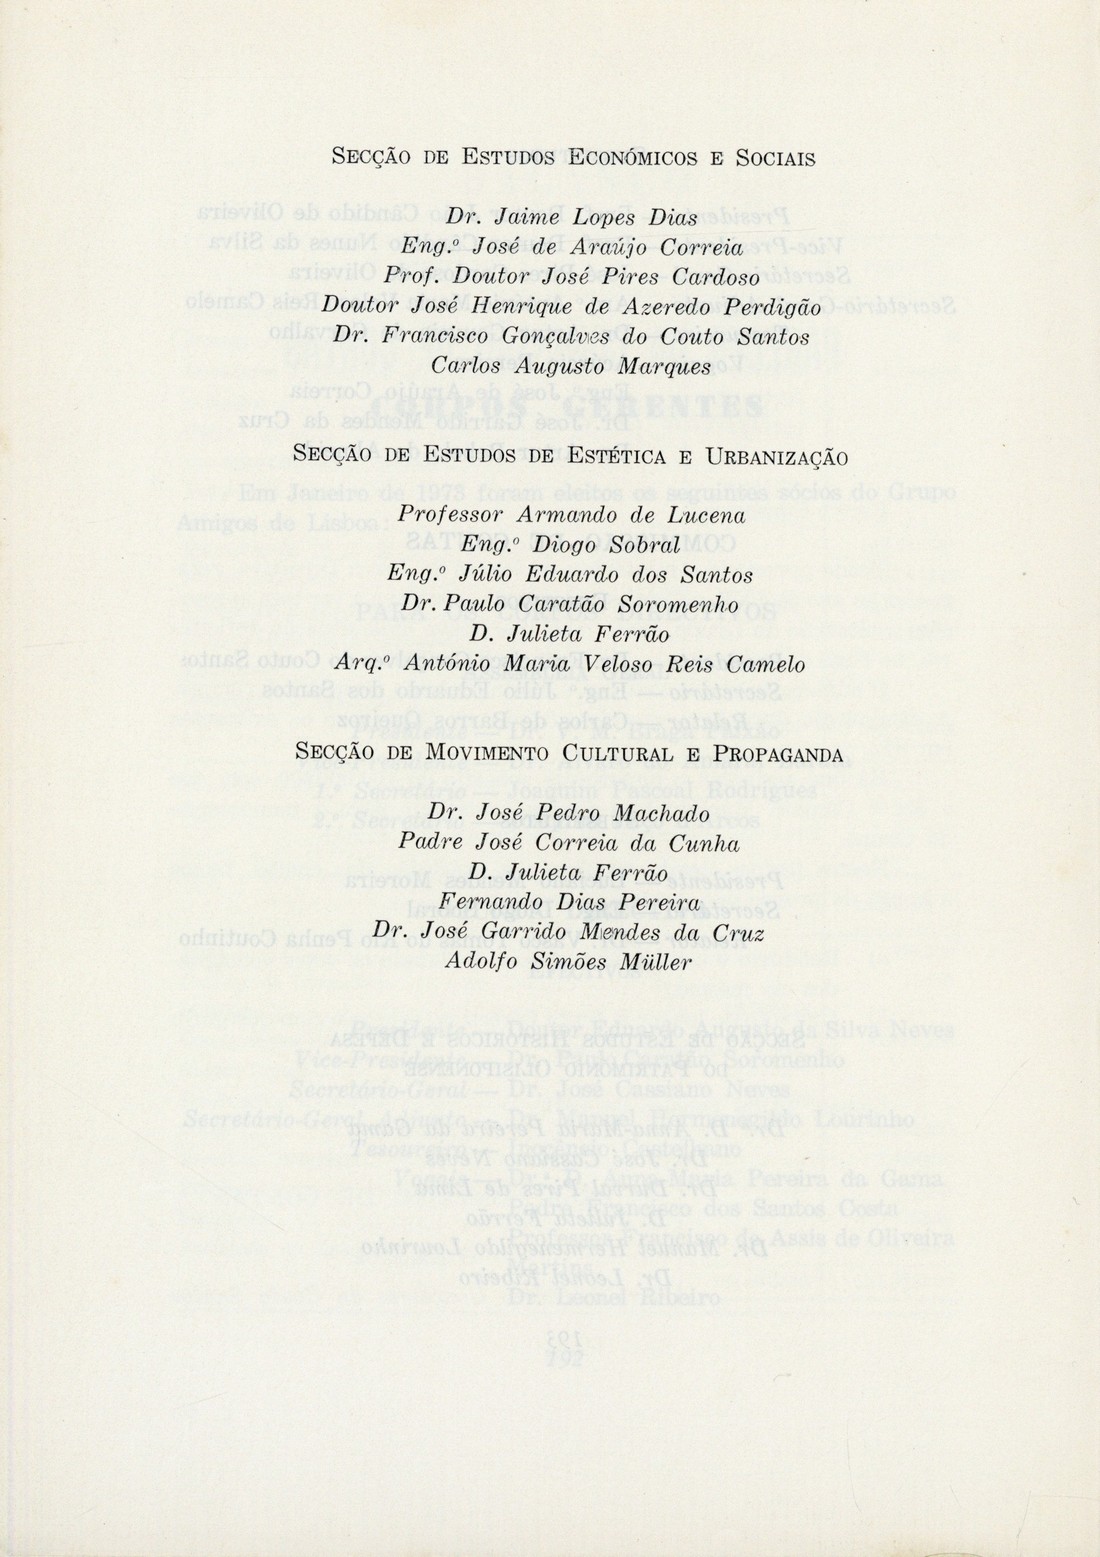 SECÇÃO DE ESTUDOS ECONÓMICOS E SOCIAIS
Dr. Jaime Lopes Dias
Eng.º José de Araújo Correia
Prof. Doutor José Pires Cardoso
Doutor José Henrique de Azeredo Perdigão
Dr. Francisco Gonçalves do Couto Santos
Carlos Augusto Marques
SECÇÃO DE ESTUDOS DE ESTÉTICA E URBANIZAÇÃO
Professor Armando de Lucena
Eng.º Diogo Sobral
Eng.º Júlio Eduardo dos Santos
Dr. Paulo Caratão Soromenho
D. Julieta Ferrão
Arq.º António Maria Veloso Reis Camelo
SECÇÃO DE MOVIMENTO CULTURAL E PROPAGANDA
Dr. José Pedro Machado
Padre José Correia da Cunha
D. Julieta Ferrão
Fernando Dias Pereira
Dr. José Garrido Mendes da Cruz
Adolfo Simões Müller